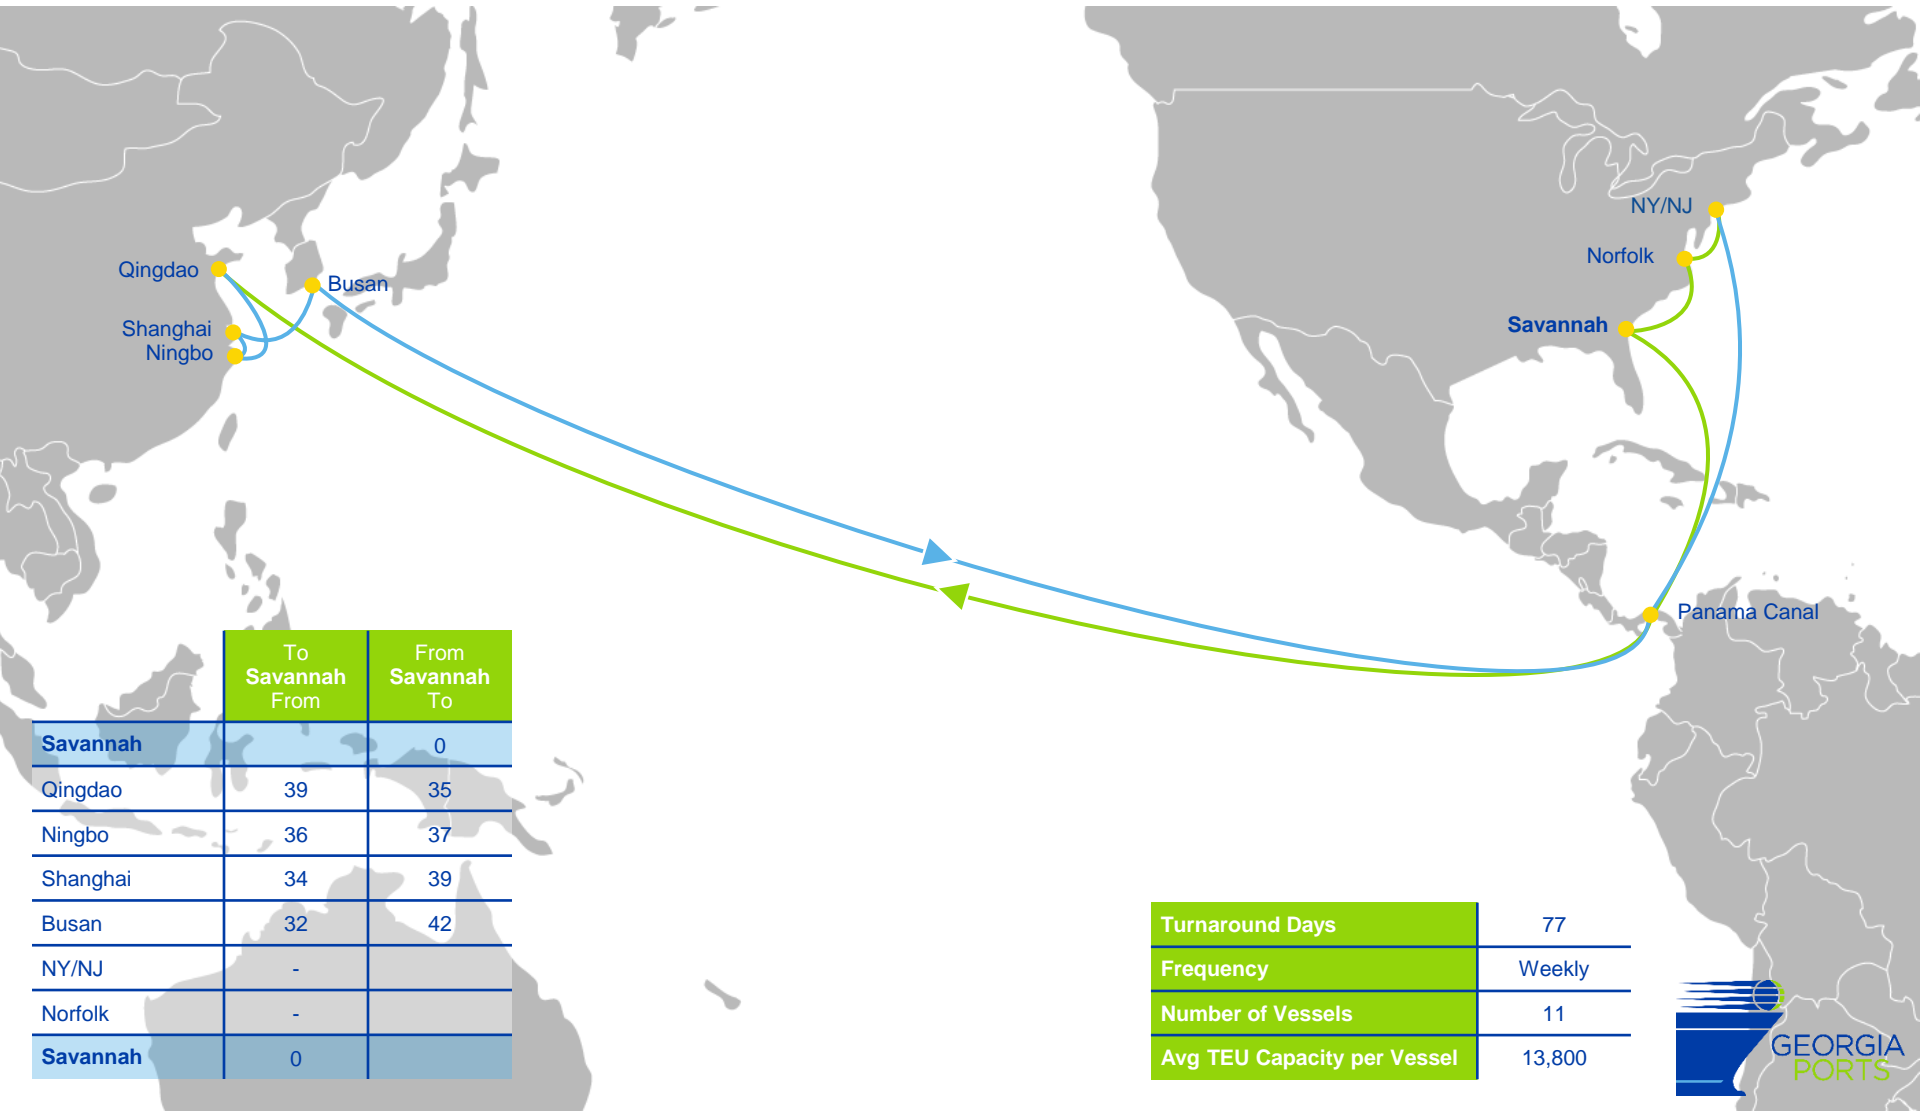 NY/NJ
Norfolk
Qingdao
Busan
Shanghai
Savannah
Ningbo
Panama Canal
To Savannah From
From Savannah To
Savannah 0
Qingdao 39 35
Ningbo 36 37
Shanghai 34 39
Busan 32 42
NY/NJ -
Norfolk -
Savannah 0
Turnaround Days 77
Frequency Weekly
Number of Vessels 11
Avg TEU Capacity per Vessel 13,800
GEORGIA
PORTS